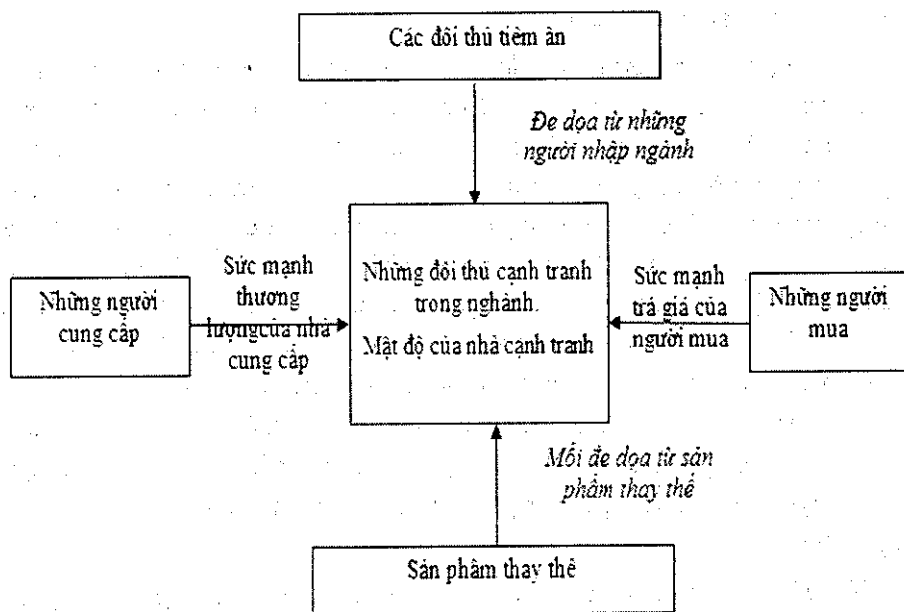 Các đối thủ tiềm ẩn
Đe dọa từ những
người nhập ngành
Những người
cung cấp
Sức mạnh
thương
lượngcủa nhà
cung cấp
Những đối thủ cạnh tranh
trong nghành.
Mật độ của nhà cạnh tranh
Sức mạnh
trả giá của
người mua
Những người
mua
Mối đe dọa từ sản
phẩm thay thế
Sản phẩm thay thế